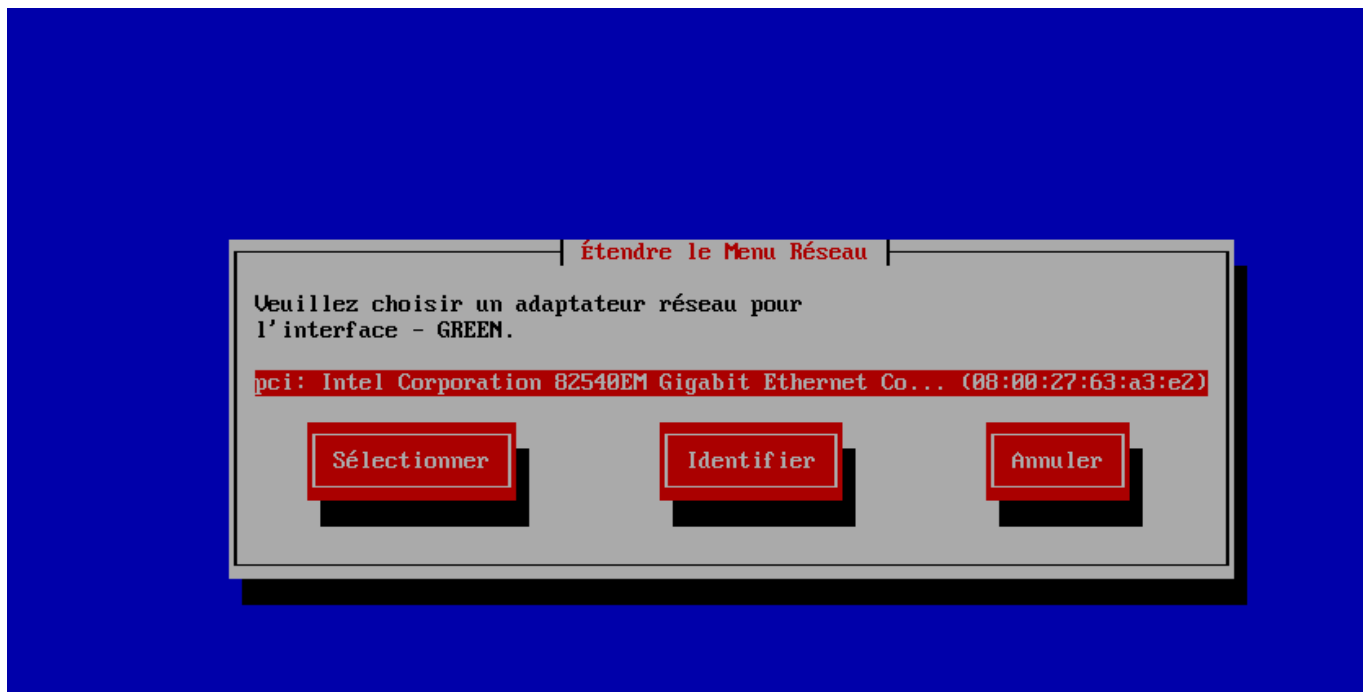 Étendre le Menu Réseau
Veuillez choisir un adaptateur réseau pour
l'interface - GREEN.
pci: Intel Corporation 82540EM Gigabit Ethernet Co... (08:00:27:63:a3:e2)
Sélectionner Identifier Annuler